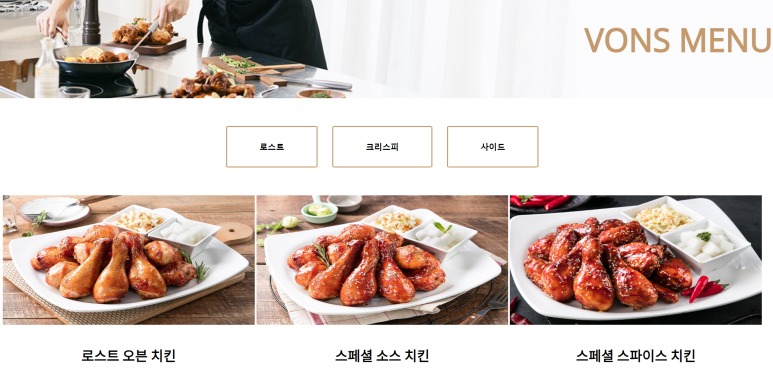 VONS MENU
로스트
크리스피
사이드
로스트 오븐 치킨
스페셜 소스 치킨
스페셜 스파이스 치킨